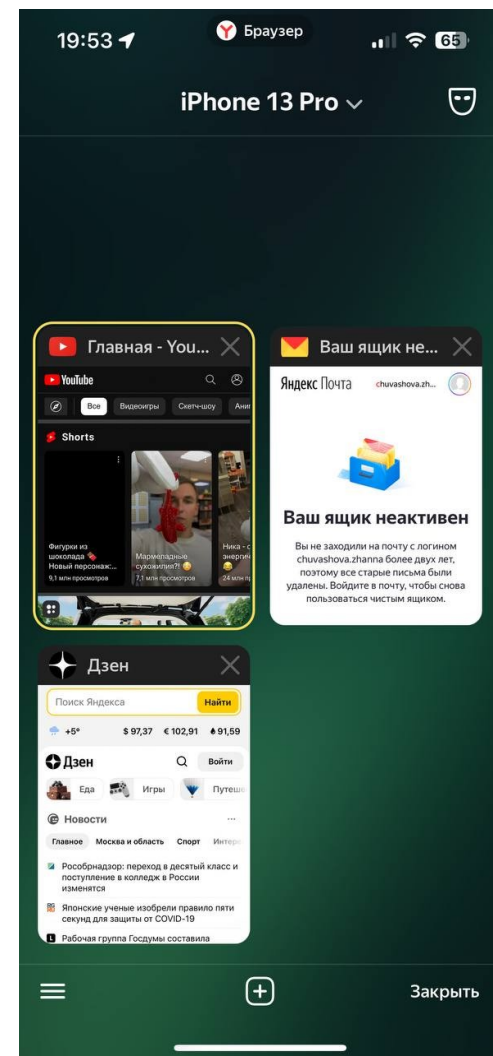 19:53
Браузер
65
iPhone 13 Pro
Главная - You...
YouTube
Все Видеоигры Скетч-шоу Ани
Shorts
Фигурки из
шоколада
Новый персонаж:...
9,1 млн просмотров
Мармеладные
сухожилия?!
7,1 млн просмотров
Ника - с
энерги
24 млн п
Ваш ящик не...
Яндекс Почта chuvashova.zh...
Ваш ящик неактивен
Вы не заходили на почту с логином
chuvashova.zhanna более двух лет,
поэтому все старые письма были
удалены. Войдите в почту, чтобы снова
пользоваться чистым ящиком.
Дзен
Поиск Яндекса Найти
+5° $ 97,37 € 102,91 91,59
Дзен Войти
Еда Игры Путеше
Новости ...
Главное Москва и область Спорт Интере
Рособрнадзор: переход в десятый класс и
поступление в колледж в России
изменятся
Японские ученые изобрели правило пяти
секунд для защиты от COVID-19
Рабочая группа Госдумы составила
Закрыть